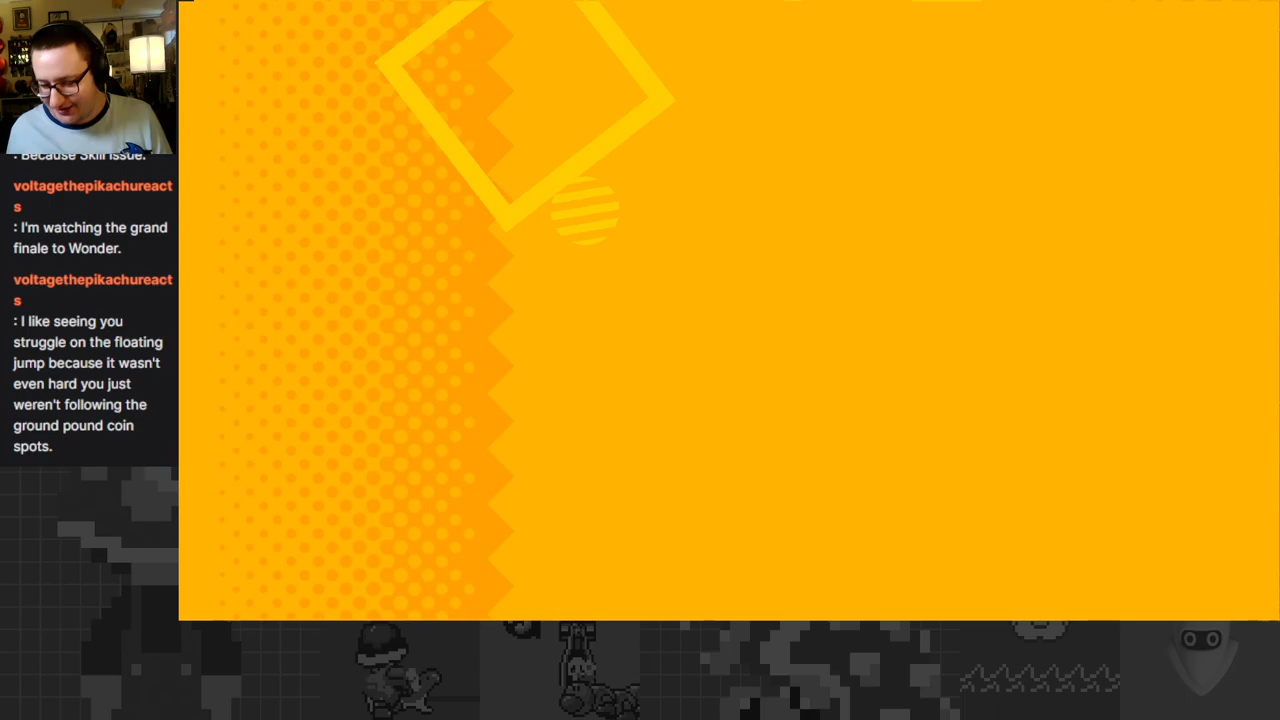 : Because Skill Issue.
voltagethepikachureact
s
: I'm watching the grand
finale to Wonder.
voltagethepikachureact
s
: I like seeing you
struggle on the floating
jump because it wasn't
even hard you just
weren't following the
ground pound coin
spots.